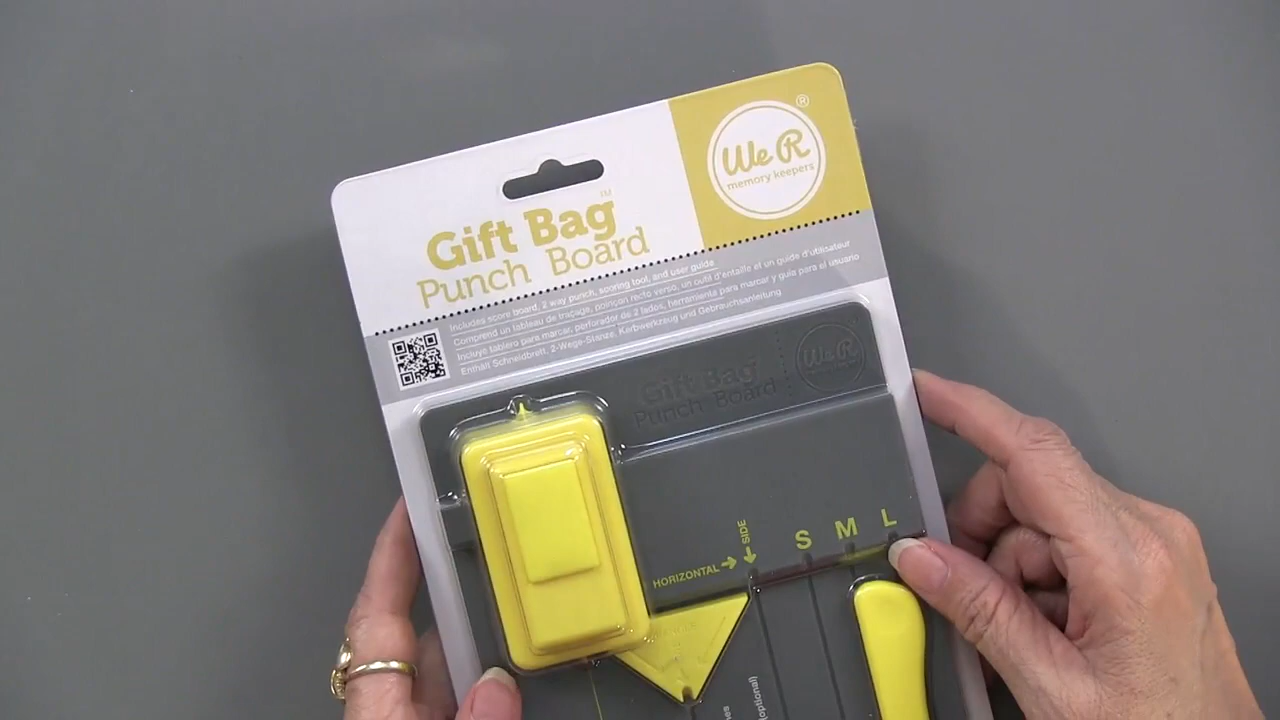 We R®
memory keepers
Gift Bag™
Punch Board
Includes score board, 2 way punch, scoring tool, and user guide
Comprend un tableau de traçage, poinçon recto verso, un outil d'entaille et un guide d'utilisateur
Incluye tablero para marcar, perforador de 2 lados, herramienta para marcar y guía para el usuario
Enthält Schneidbrett, 2-Wege-Stanze, Kerbwerkzeug und Gebrauchsanleitung
Gift Bag
Punch Board
We R
HORIZONTAL → SIDE S M L
(optional)